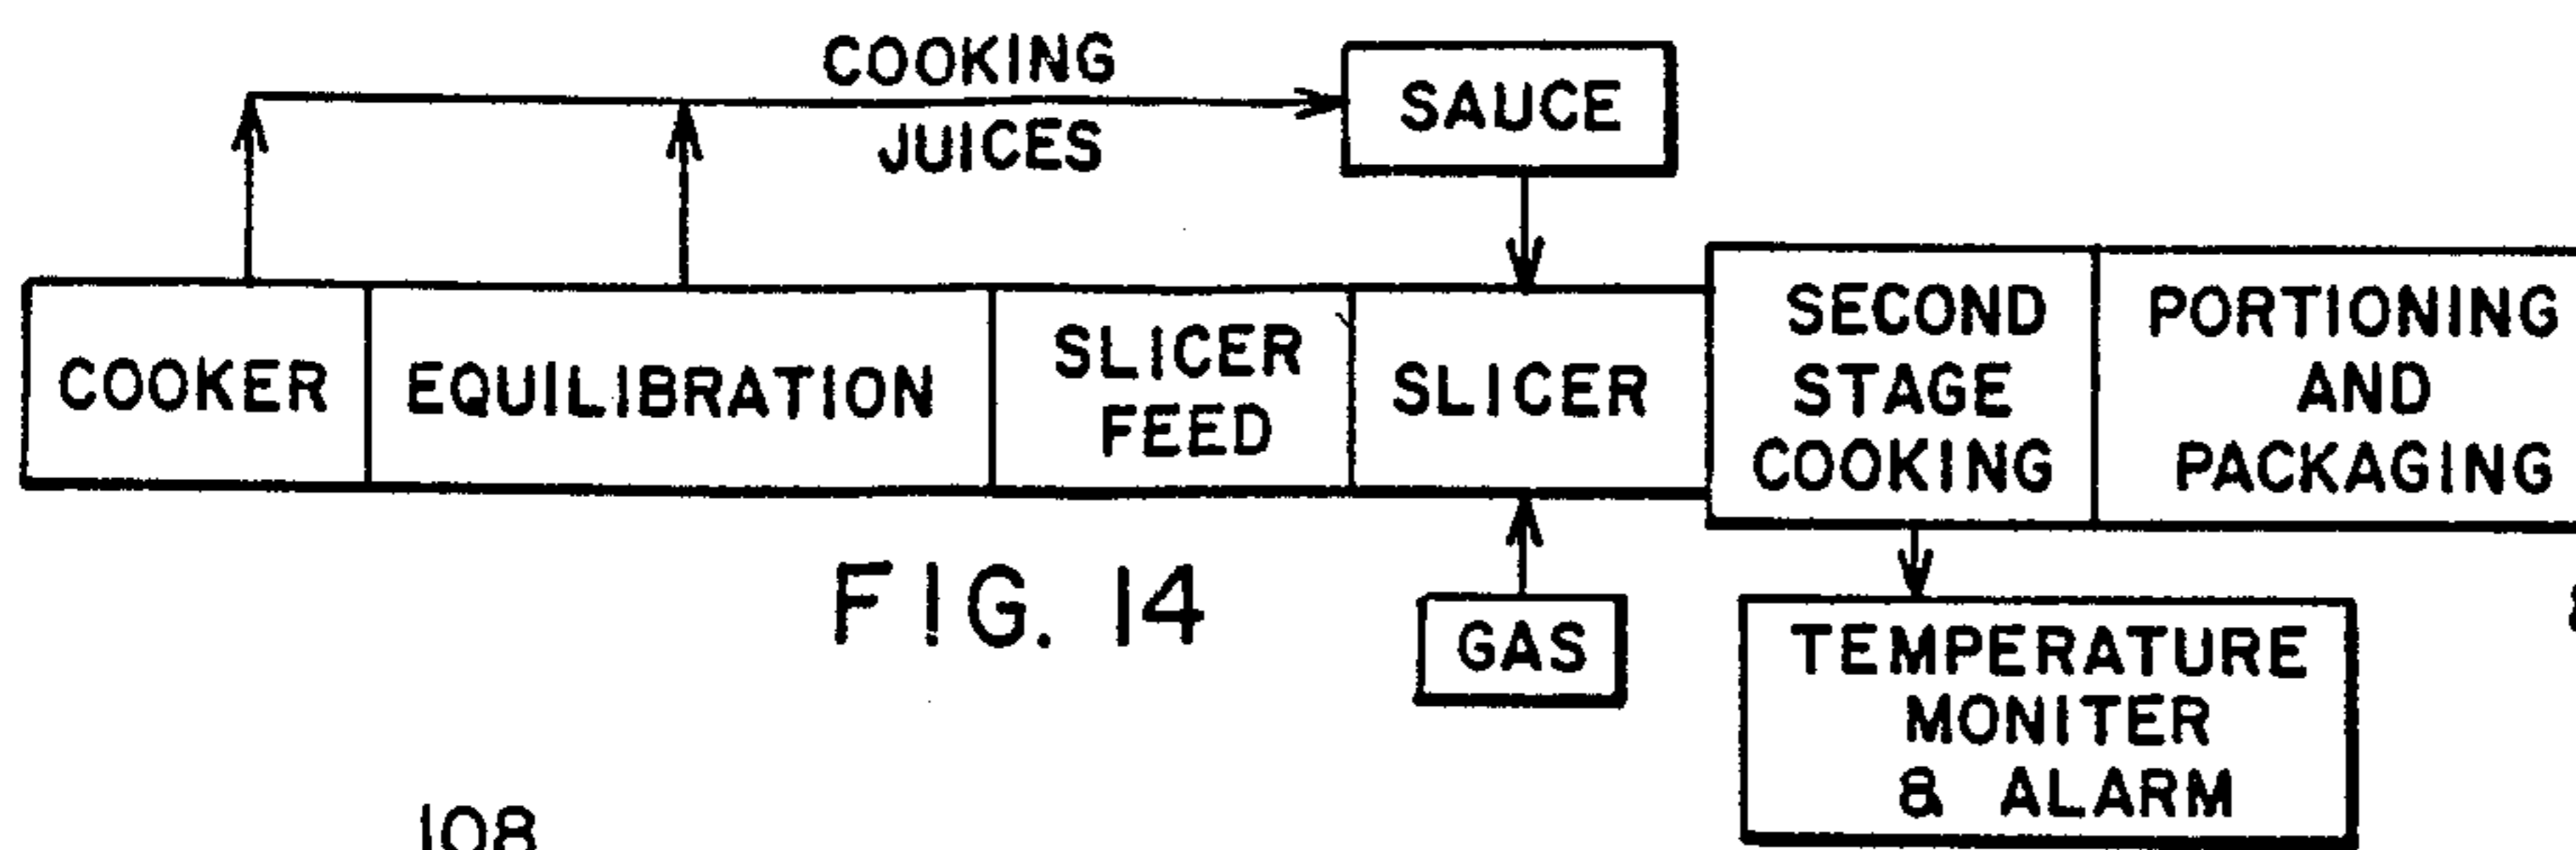 COOKING
JUICES
SAUCE
COOKER
EQUILIBRATION
SLICER
FEED
SLICER
SECOND
STAGE
COOKING
PORTIONING
AND
PACKAGING
FIG. 14
GAS
TEMPERATURE
MONITER
& ALARM
108